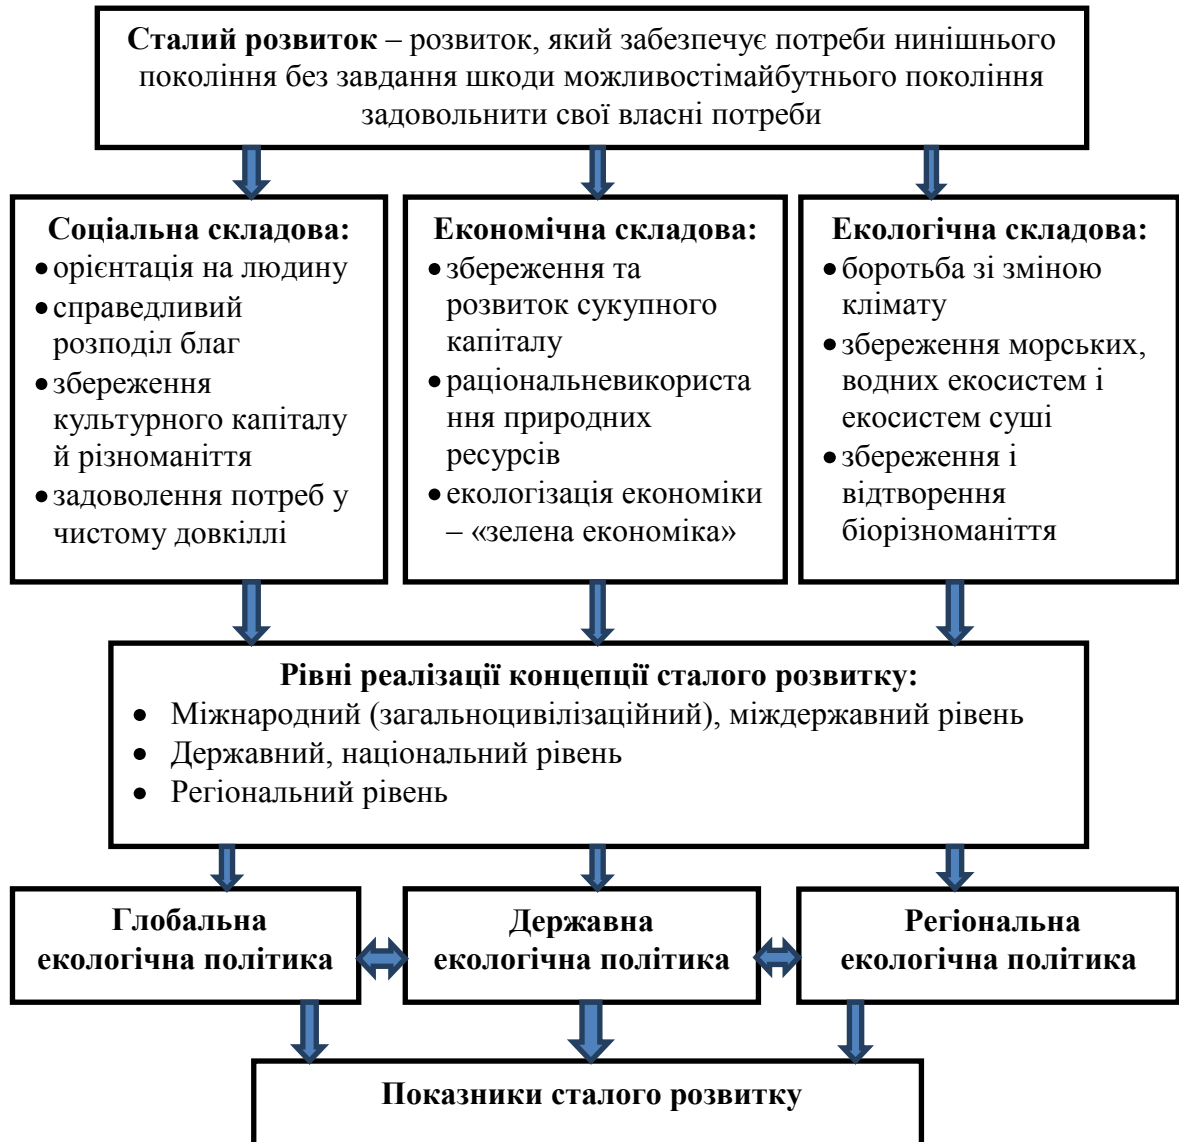 Сталий розвиток – розвиток, який забезпечує потреби нинішнього
покоління без завдання шкоди можливостімайбутнього покоління
задовольнити свої власні потреби
Соціальна складова:
• орієнтація на людину
• справедливий
розподіл благ
• збереження
культурного капіталу
й різноманіття
• задоволення потреб у
чистому довкіллі
Економічна складова:
• збереження та
розвиток сукупного
капіталу
• раціональневикориста
ння природних
ресурсів
• екологізація економіки
– «зелена економіка»
Екологічна складова:
• боротьба зі зміною
клімату
• збереження морських,
водних екосистем і
екосистем суші
• збереження і
відтворення
біорізноманіття
Рівні реалізації концепції сталого розвитку:
• Міжнародний (загальноцивілізаційний), міждержавний рівень
• Державний, національний рівень
• Регіональний рівень
Глобальна
екологічна політика
Державна
екологічна політика
Регіональна
екологічна політика
Показники сталого розвитку